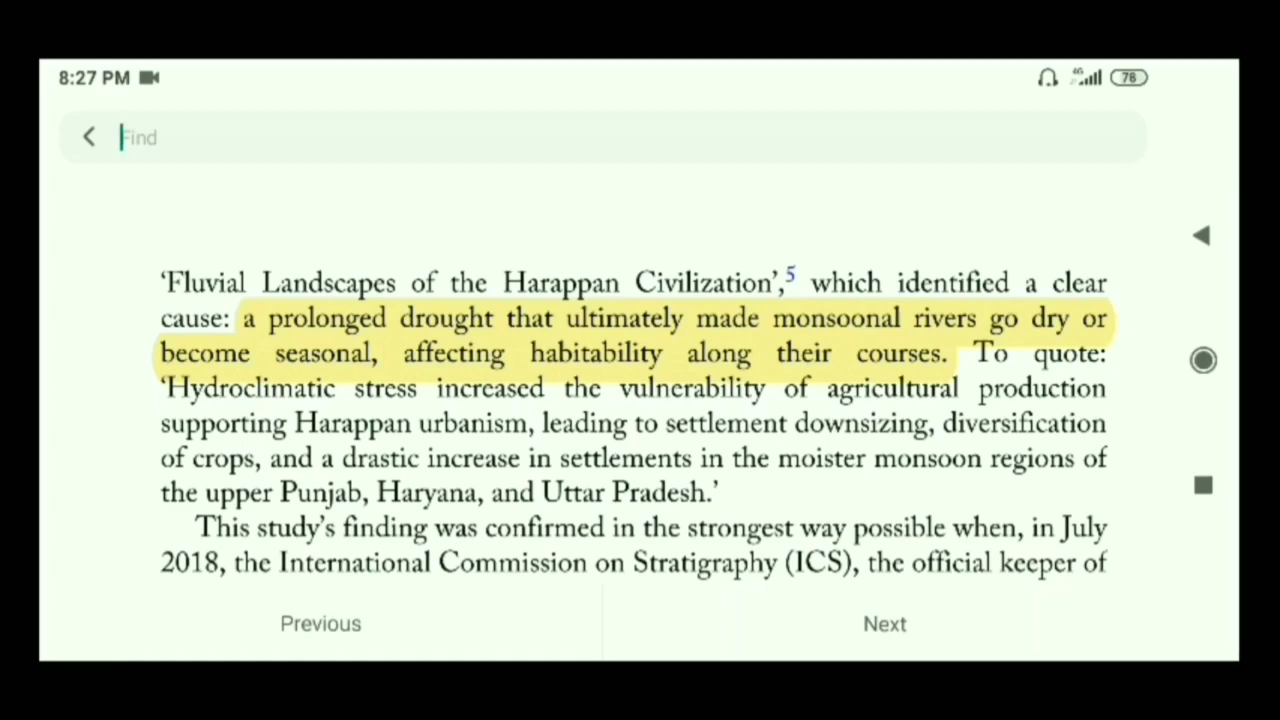 8:27 PM
4G
76
Find
‘Fluvial Landscapes of the Harappan Civilization’,5 which identified a clear
cause: a prolonged drought that ultimately made monsoonal rivers go dry or
become seasonal, affecting habitability along their courses. To quote:
‘Hydroclimatic stress increased the vulnerability of agricultural production
supporting Harappan urbanism, leading to settlement downsizing, diversification
of crops, and a drastic increase in settlements in the moister monsoon regions of
the upper Punjab, Haryana, and Uttar Pradesh.’
This study’s finding was confirmed in the strongest way possible when, in July
2018, the International Commission on Stratigraphy (ICS), the official keeper of
Previous
Next